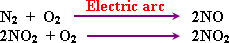 N₂ + O₂ Electric arc 2NO
2NO₂ + O₂ 2NO₂